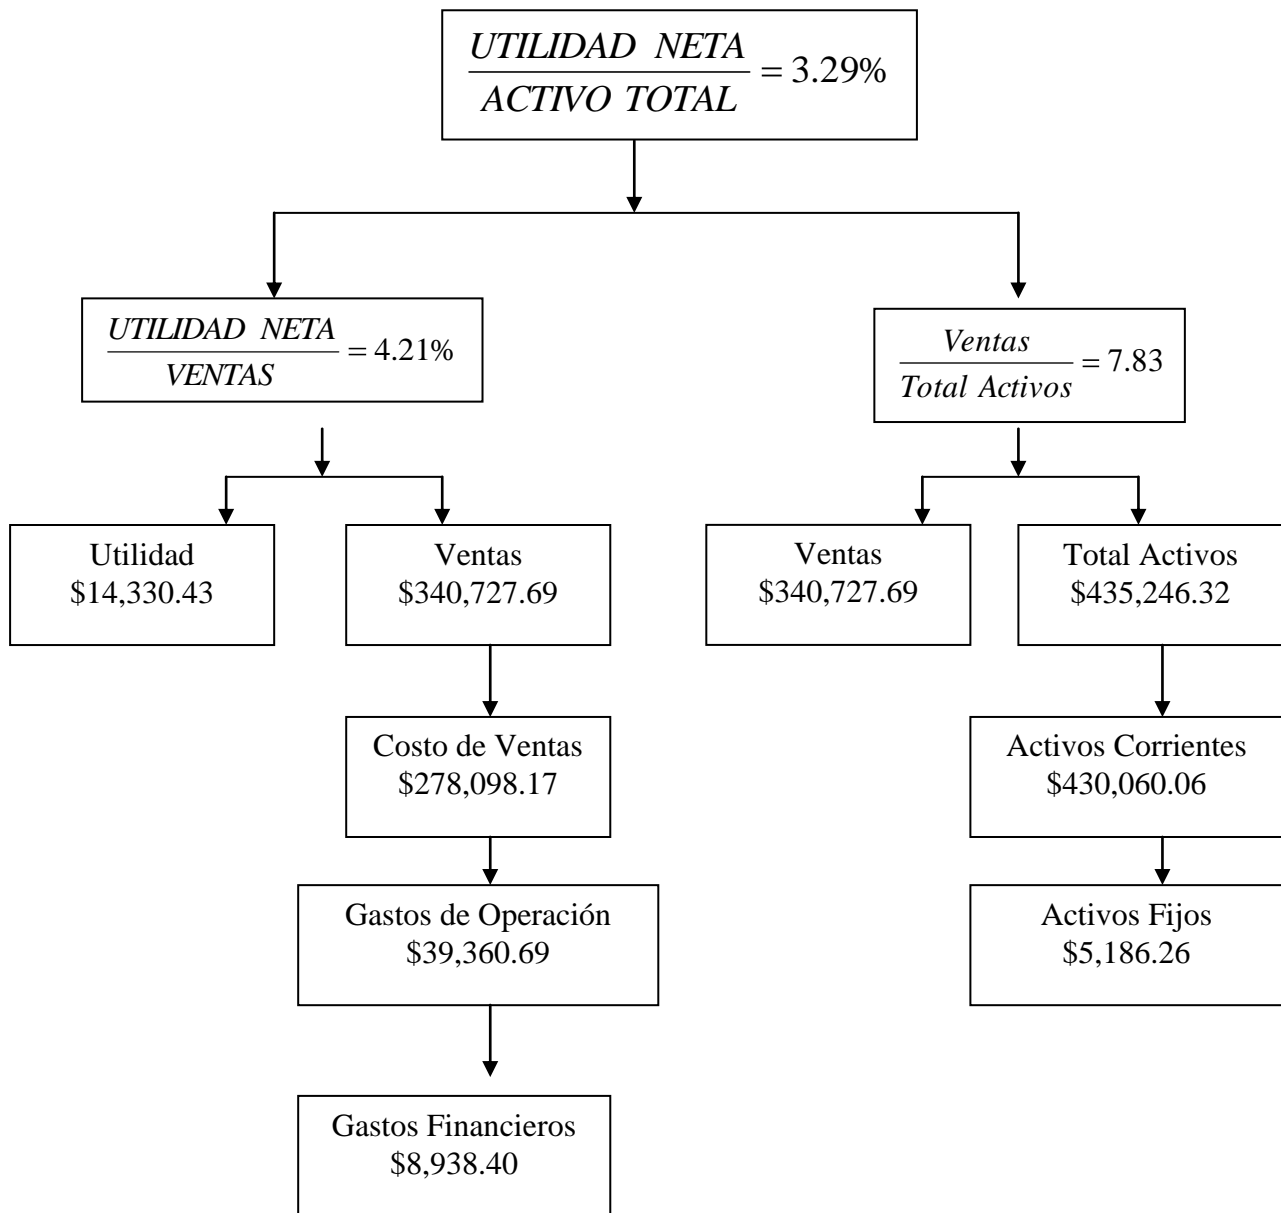 UTILIDAD NETA
= 3.29%
ACTIVO TOTAL
UTILIDAD NETA
= 4.21%
VENTAS
Ventas
= 7.83
Total Activos
Utilidad
$14,330.43
Ventas
$340,727.69
Ventas
$340,727.69
Total Activos
$435,246.32
Costo de Ventas
$278,098.17
Activos Corrientes
$430,060.06
Gastos de Operación
$39,360.69
Activos Fijos
$5,186.26
Gastos Financieros
$8,938.40